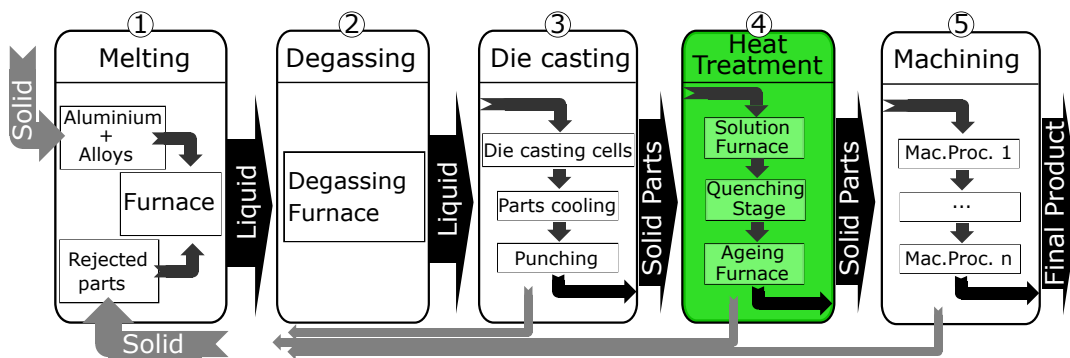 ①
Melting
Solid
Aluminium
+
Alloys
Furnace
Rejected
parts
Solid
Liquid
②
Degassing
Degassing
Furnace
Liquid
③
Die casting
Die casting cells
Parts cooling
Punching
Solid Parts
④
Heat
Treatment
Solution
Furnace
Quenching
Stage
Ageing
Furnace
Solid Parts
⑤
Machining
Mac.Proc. 1
...
Mac.Proc. n
Final Product